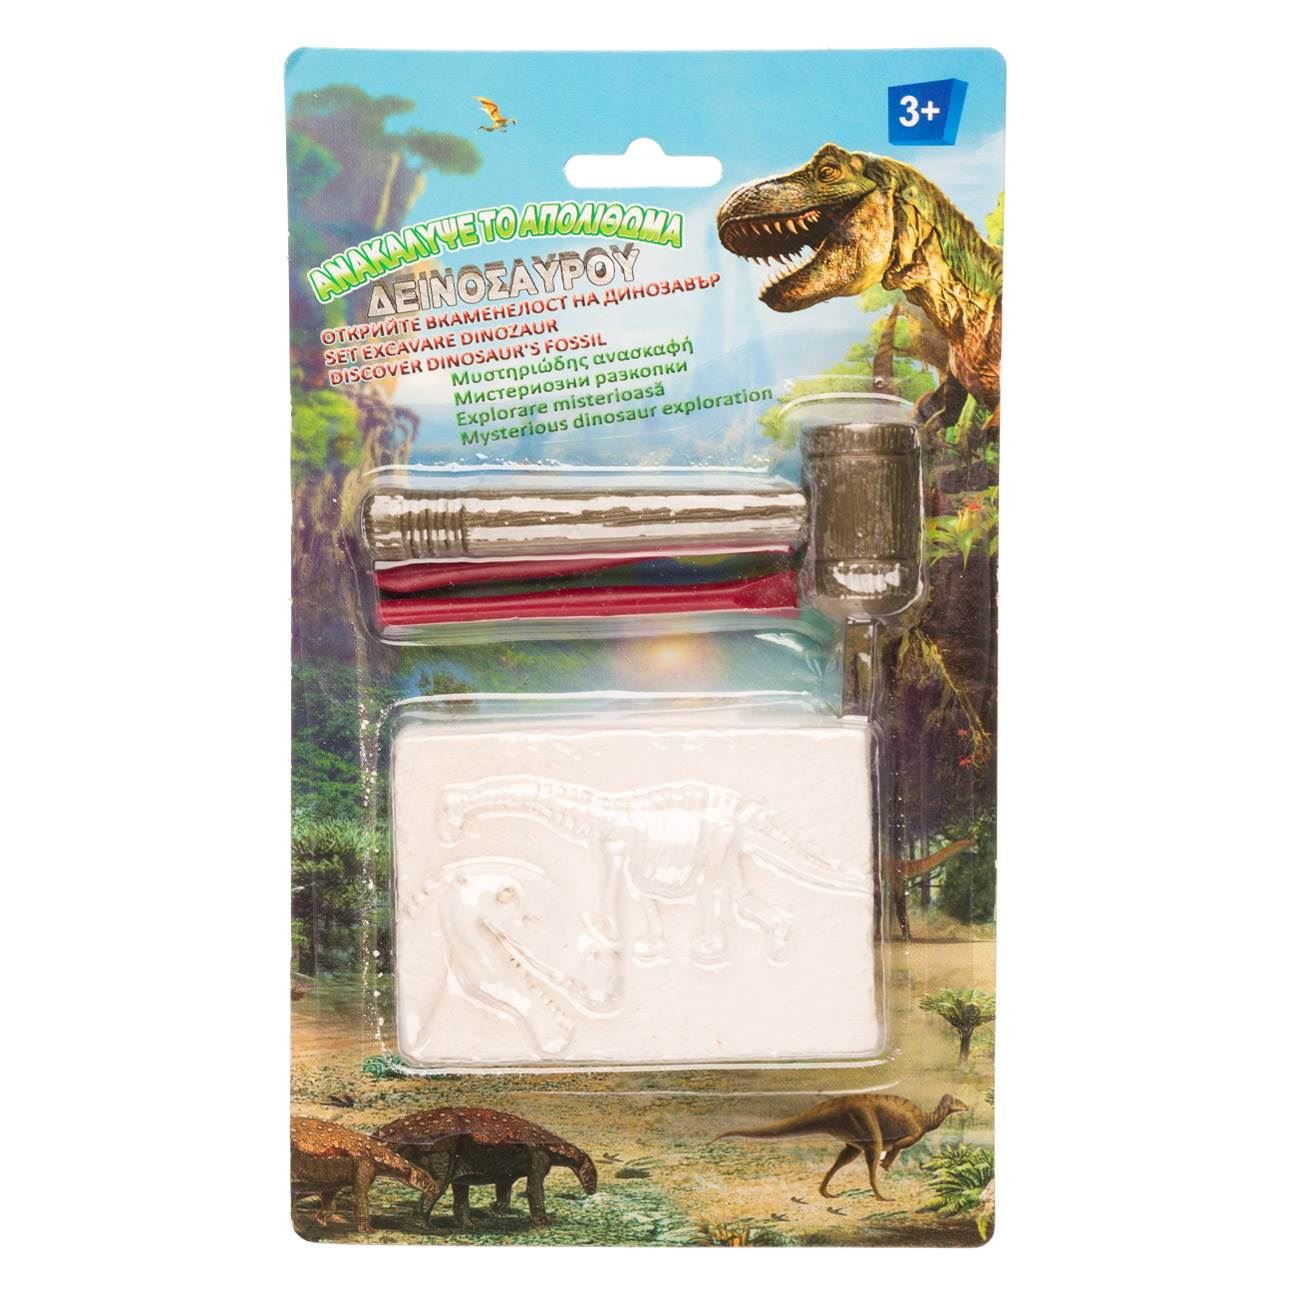 3+
ΑΝΑΚΑΛΥΨΕ ΤΟ ΑΠΟΛΙΘΩΜΑ
ΔΕΙΝΟΣΑΥΡΟΥ
ОТКРИЙТЕ ВКАМЕНЕЛОСТ НА ДИНОЗАВЪР
SET EXCAVARE DINOZAUR
DISCOVER DINOSAUR'S FOSSIL
Μυστηριώδης ανασκαφή
Мистериозни разкопки
Explorare misterioasă
Mysterious dinosaur exploration